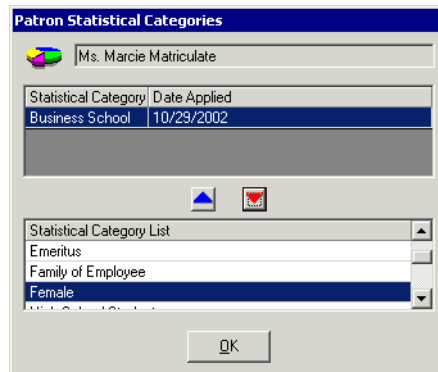 Patron Statistical Categories
Ms. Marcie Matriculate
Statistical Category Date Applied
Business School 10/29/2002
Statistical Category List
Emeritus
Family of Employee
Female
OK